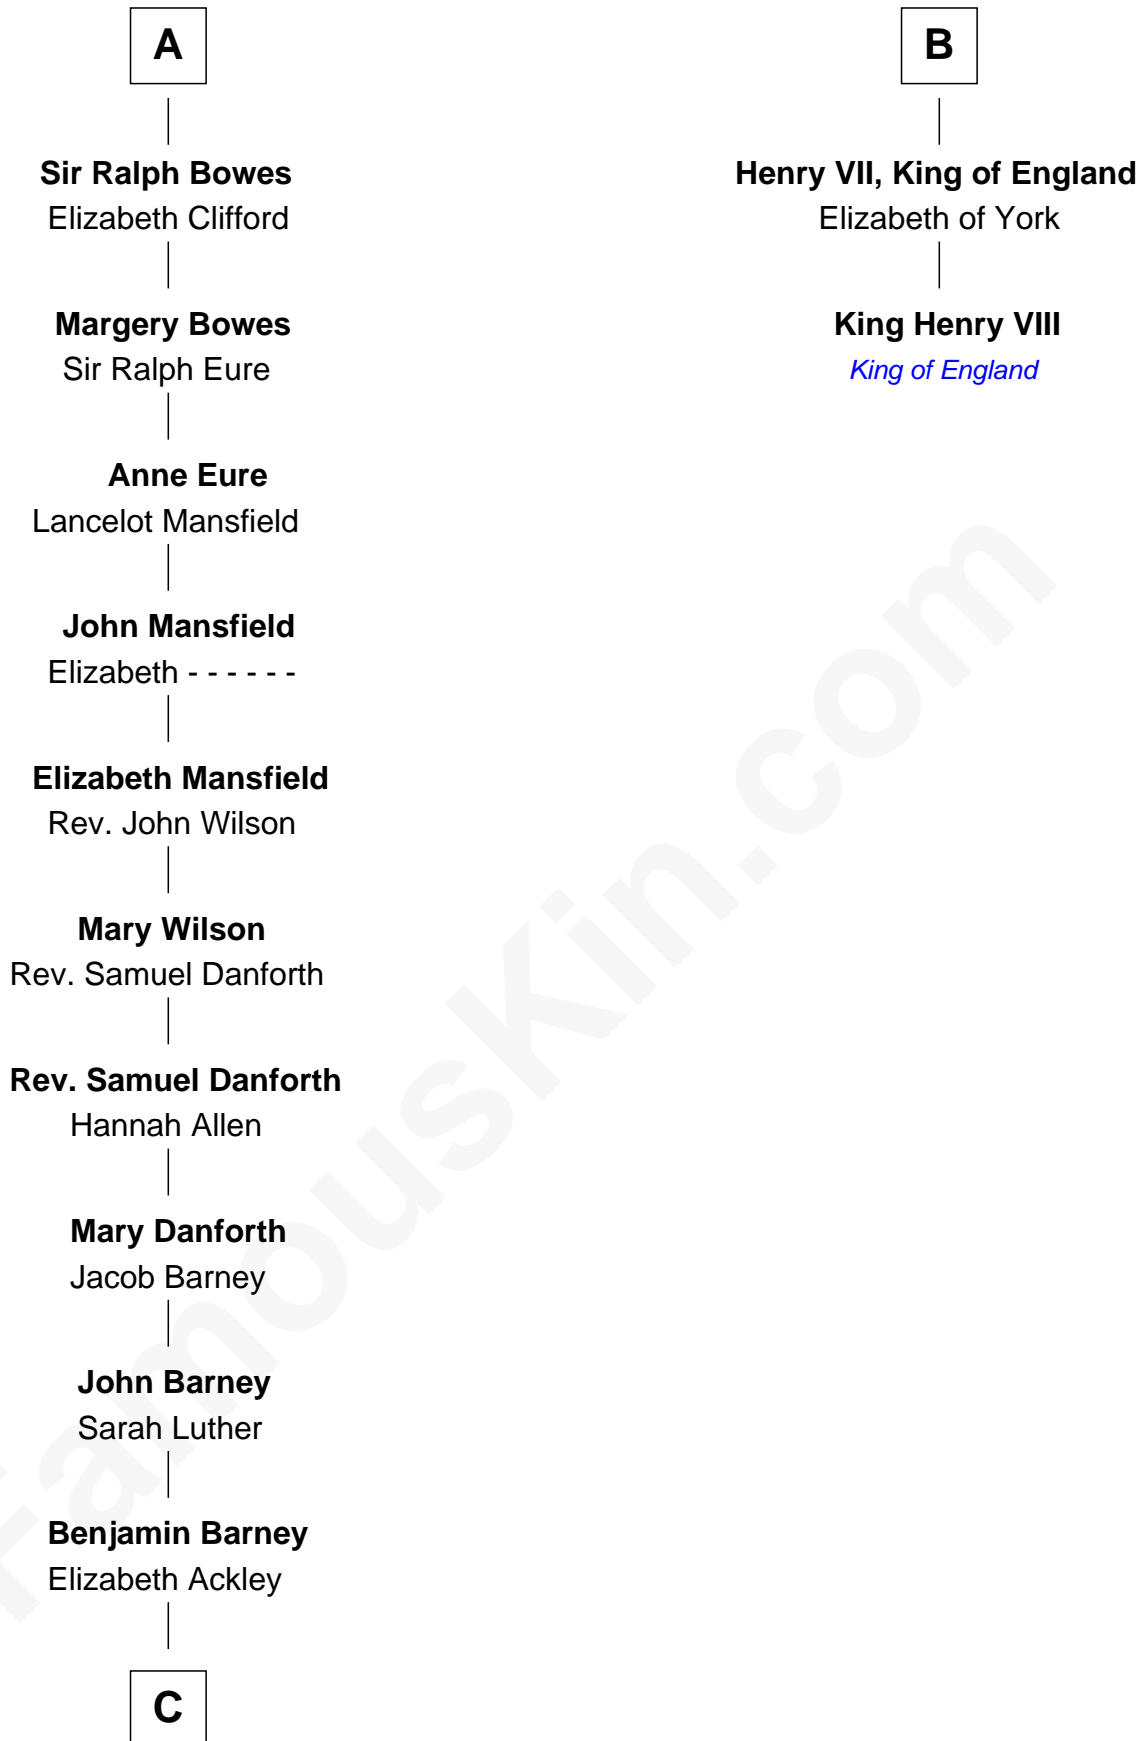 A
Sir Ralph Bowes
Elizabeth Clifford
Margery Bowes
Sir Ralph Eure
Anne Eure
Lancelot Mansfield
John Mansfield
Elizabeth - - - - - -
Elizabeth Mansfield
Rev. John Wilson
Mary Wilson
Rev. Samuel Danforth
Rev. Samuel Danforth
Hannah Allen
Mary Danforth
Jacob Barney
John Barney
Sarah Luther
Benjamin Barney
Elizabeth Ackley
C
B
Henry VII, King of England
Elizabeth of York
King Henry VIII
King of England
FamousKin.com